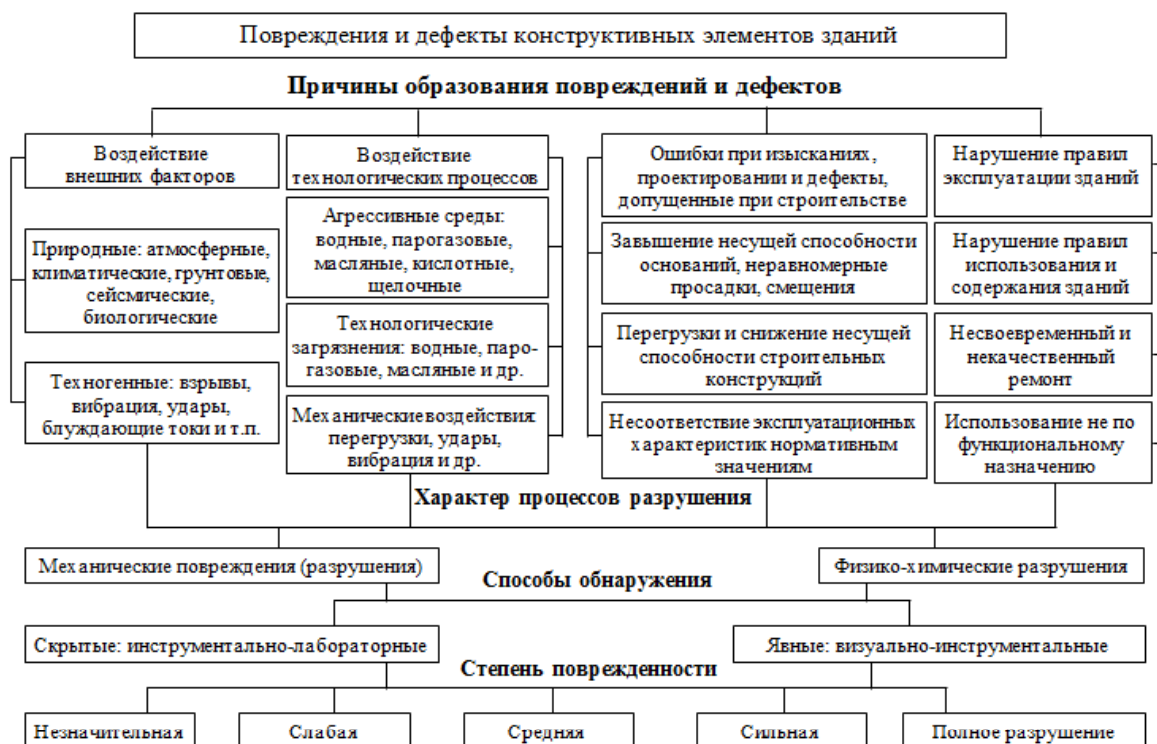 Повреждения и дефекты конструктивных элементов зданий
Причины образования повреждений и дефектов
Воздействие
внешних факторов
Природные: атмосферные,
климатические, грунтовые,
сейсмические,
биологические
Техногенные: взрывы,
вибрация, удары,
блуждающие токи и т.п.
Воздействие
технологических процессов
Агрессивные среды:
водные, парогазовые,
масляные, кислотные,
щелочные
Технологические
загрязнения: водные, паро-
газовые, масляные и др.
Механические воздействия:
перегрузки, удары,
вибрация и др.
Ошибки при изысканиях,
проектировании и дефекты,
допущенные при строительстве
Завышение несущей способности
оснований, неравномерные
просадки, смещения
Перегрузки и снижение несущей
способности строительных
конструкций
Несоответствие эксплуатационных
характеристик нормативным
значениям
Нарушение правил
эксплуатации зданий
Нарушение правил
использования и
содержания зданий
Несвоевременный и
некачественный
ремонт
Использование не по
функциональному
назначению
Характер процессов разрушения
Механические повреждения (разрушения)
Физико-химические разрушения
Способы обнаружения
Скрытые: инструментально-лабораторные
Явные: визуально-инструментальные
Степень поврежденности
Незначительная
Слабая
Средняя
Сильная
Полное разрушение